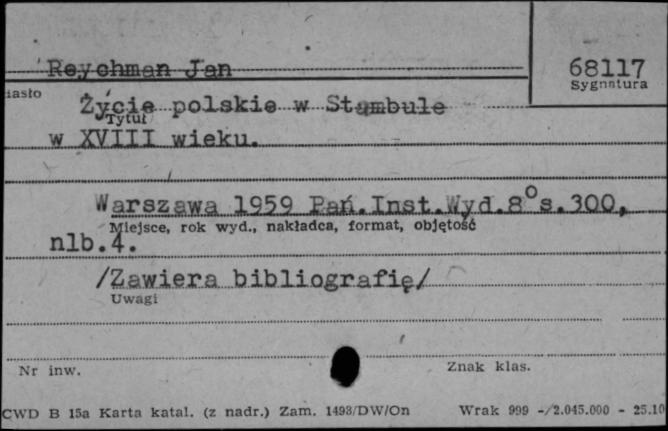 Reychman Jan
68117
Sygnatura
iasło
Życie polskie w Stambule
Tytuł
w XVIII wieku.
Warszawa 1959 Pań.Inst.Wyd.8° s.300,
Miejsce, rok wyd., nakładca, format, objętość
nlb.4.
/Zawiera bibliografię/
Uwagi
Nr inw.
Znak klas.
CWD B 15a Karta katal. (z nadr.) Zam. 1493/DW/On Wrak 999 -/2.045.000 - 25.10